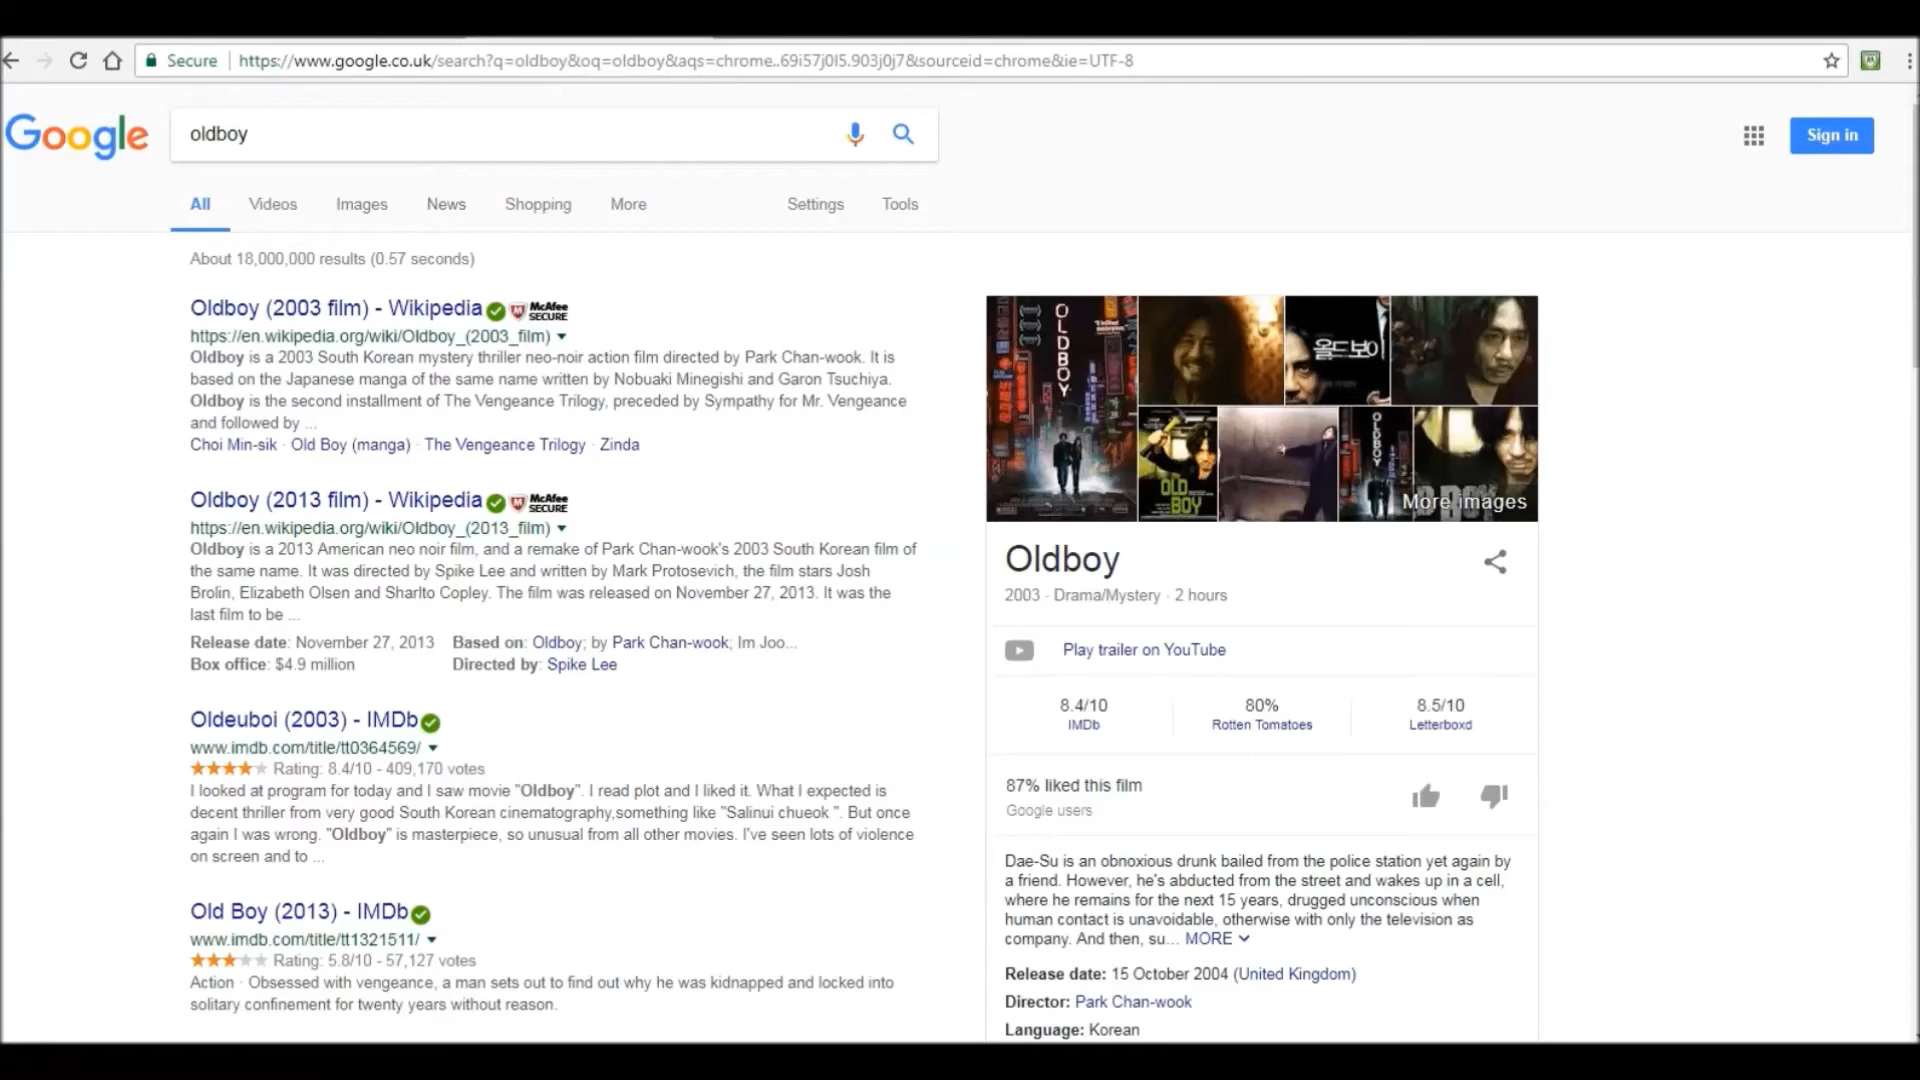 Secure
https://www.google.co.uk/search?q=oldboy&oq=oldboy&aqs=chrome..69i57j0l5.903j0j7&sourceid=chrome&ie=UTF-8
Google
oldboy
Sign in
All Videos Images News Shopping More Settings Tools
About 18,000,000 results (0.57 seconds)
Oldboy (2003 film) - Wikipedia McAfee SECURE
https://en.wikipedia.org/wiki/Oldboy_(2003_film)
Oldboy is a 2003 South Korean mystery thriller neo-noir action film directed by Park Chan-wook. It is
based on the Japanese manga of the same name written by Nobuaki Minegishi and Garon Tsuchiya.
Oldboy is the second installment of The Vengeance Trilogy, preceded by Sympathy for Mr. Vengeance
and followed by ...
Choi Min-sik · Old Boy (manga) · The Vengeance Trilogy · Zinda
Oldboy (2013 film) - Wikipedia McAfee SECURE
https://en.wikipedia.org/wiki/Oldboy_(2013_film)
Oldboy is a 2013 American neo noir film, and a remake of Park Chan-wook's 2003 South Korean film of
the same name. It was directed by Spike Lee and written by Mark Protosevich, the film stars Josh
Brolin, Elizabeth Olsen and Sharlto Copley. The film was released on November 27, 2013. It was the
last film to be ...
Release date: November 27, 2013 Based on: Oldboy; by Park Chan-wook; Im Joo...
Box office: $4.9 million Directed by: Spike Lee
Oldeuboi (2003) - IMDb
www.imdb.com/title/tt0364569/
Rating: 8.4/10 - 409,170 votes
I looked at program for today and I saw movie "Oldboy". I read plot and I liked it. What I expected is
decent thriller from very good South Korean cinematography,something like "Salinui chueok ". But once
again I was wrong. "Oldboy" is masterpiece, so unusual from all other movies. I've seen lots of violence
on screen and to ...
Old Boy (2013) - IMDb
www.imdb.com/title/tt1321511/
Rating: 5.8/10 - 57,127 votes
Action · Obsessed with vengeance, a man sets out to find out why he was kidnapped and locked into
solitary confinement for twenty years without reason.
OLDBOY
올드보이
OLD
BOY
OLDBOY
More images
Oldboy
2003 · Drama/Mystery · 2 hours
Play trailer on YouTube
8.4/10 80% 8.5/10
IMDb Rotten Tomatoes Letterboxd
87% liked this film
Google users
Dae-Su is an obnoxious drunk bailed from the police station yet again by
a friend. However, he's abducted from the street and wakes up in a cell,
where he remains for the next 15 years, drugged unconscious when
human contact is unavoidable, otherwise with only the television as
company. And then, su... MORE
Release date: 15 October 2004 (United Kingdom)
Director: Park Chan-wook
Language: Korean